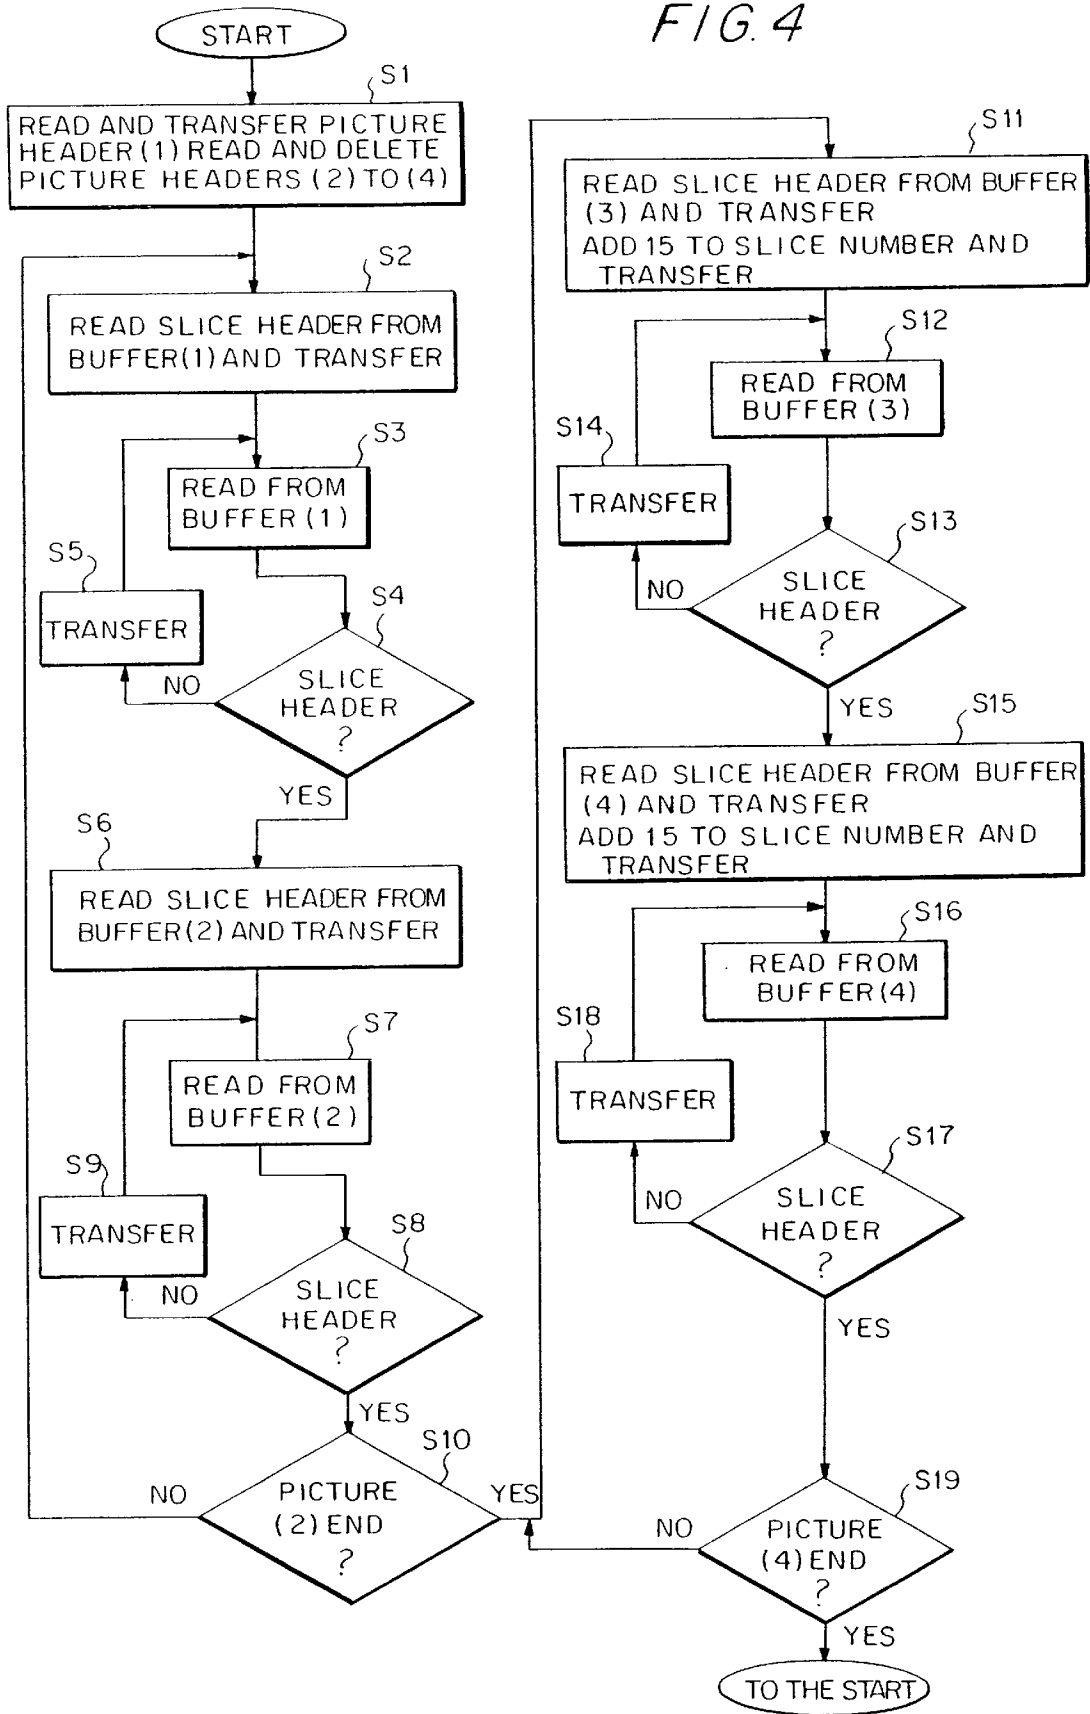 FIG. 4
START
S1
READ AND TRANSFER PICTURE
HEADER (1) READ AND DELETE
PICTURE HEADERS (2) TO (4)
S2
READ SLICE HEADER FROM
BUFFER(1) AND TRANSFER
S3
READ FROM
BUFFER (1)
S5
TRANSFER
S4
SLICE
HEADER
?
NO
YES
S6
READ SLICE HEADER FROM
BUFFER(2) AND TRANSFER
S7
READ FROM
BUFFER(2)
S9
TRANSFER
S8
SLICE
HEADER
?
NO
YES
S10
PICTURE
(2) END
?
NO
YES
S11
READ SLICE HEADER FROM BUFFER
(3) AND TRANSFER
ADD 15 TO SLICE NUMBER AND
TRANSFER
S12
READ FROM
BUFFER (3)
S14
TRANSFER
S13
SLICE
HEADER
?
NO
YES
S15
READ SLICE HEADER FROM BUFFER
(4) AND TRANSFER
ADD 15 TO SLICE NUMBER AND
TRANSFER
S16
READ FROM
BUFFER(4)
S18
TRANSFER
S17
SLICE
HEADER
?
NO
YES
S19
PICTURE
(4) END
?
NO
YES
TO THE START